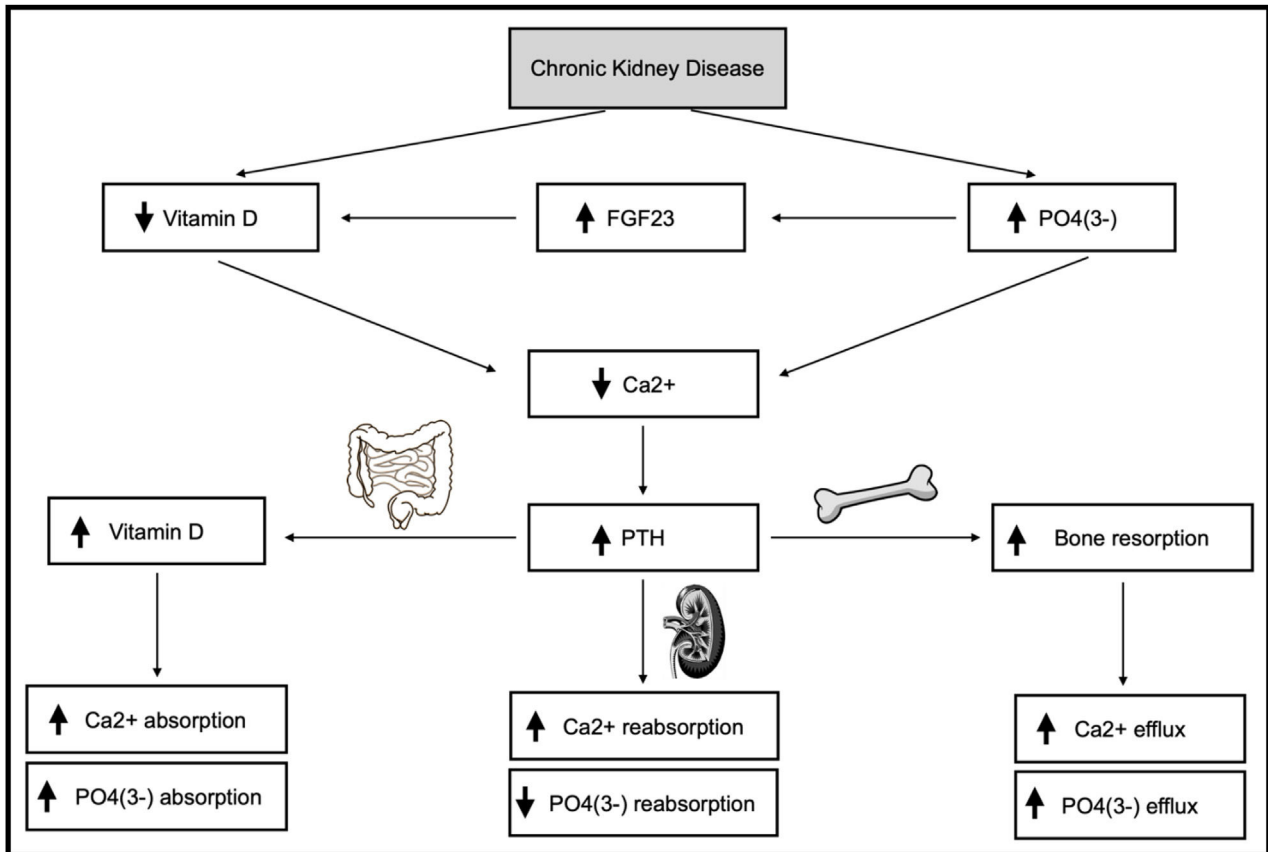 Chronic Kidney Disease
Vitamin D
FGF23
PO4(3-)
Ca2+
Vitamin D
PTH
Bone resorption
Ca2+ absorption
Ca2+ reabsorption
Ca2+ efflux
PO4(3-) absorption
PO4(3-) reabsorption
PO4(3-) efflux